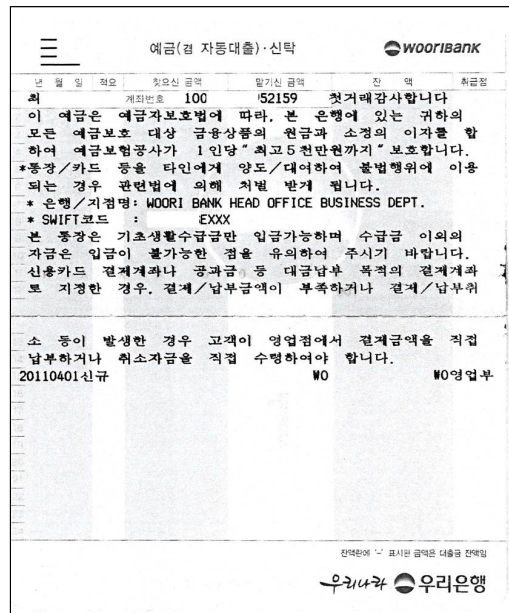 예금(겸 자동대출)·신탁 WOORIBANK
년 월 일 적요 찾으신 금액 맡기신 금액 잔 액 취급점
최 계좌번호 100 52159 첫거래감사합니다
이 예금은 예금자보호법에 따라, 본 은행에 있는 귀하의
모든 예금보호 대상 금융상품의 원금과 소정의 이자를 합
하여 예금보험공사가 1인당"최고5천만원까지"보호합니다.
*통장/카드 등을 타인에게 양도/대여하여 불법행위에 이용
되는 경우 관련법에 의해 처벌 받게 됩니다.
* 은행/지점명: WOORI BANK HEAD OFFICE BUSINESS DEPT.
* SWIFT코드 : EXXX
본 통장은 기초생활수급금만 입금가능하며 수급금 이외의
자금은 입금이 불가능한 점을 유의하여 주시기 바랍니다.
신용카드 결제계좌나 공과금 등 대금납부 목적의 결제계좌
로 지정한 경우, 결제/납부금액이 부족하거나 결제/납부취
소 등이 발생한 경우 고객이 영업점에서 결제금액을 직접
납부하거나 취소자금을 직접 수령하여야 합니다.
20110401신규 ₩0 ₩0영업부
잔액란에 '-' 표시된 금액은 대출금 잔액임
우리나라 우리은행